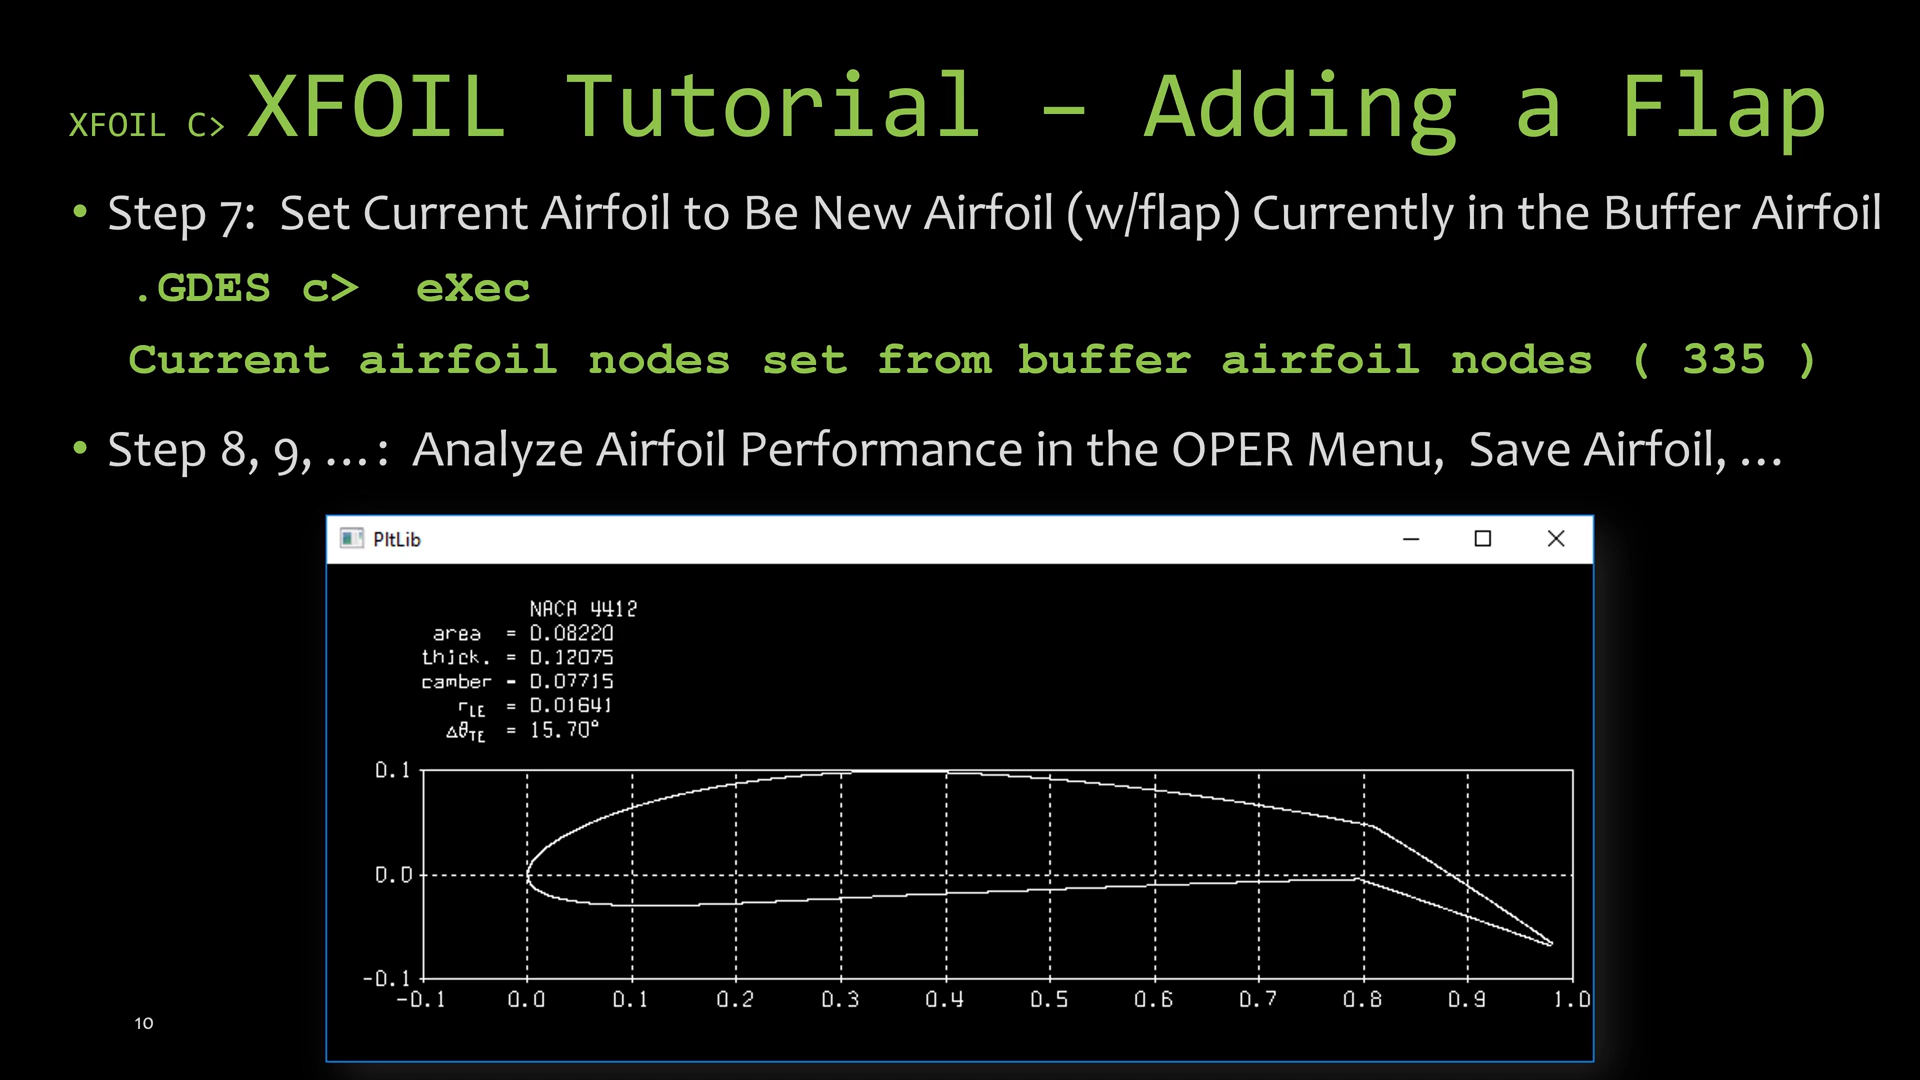 XFOIL C> XFOIL Tutorial – Adding a Flap
• Step 7: Set Current Airfoil to Be New Airfoil (w/flap) Currently in the Buffer Airfoil
.GDES c> eXec
Current airfoil nodes set from buffer airfoil nodes ( 335 )
• Step 8, 9, …: Analyze Airfoil Performance in the OPER Menu, Save Airfoil, …
PltLib
NACA 4412
area = 0.08220
thick. = 0.12075
camber = 0.07715
rLE = 0.01641
ΔθTE = 15.70°
0.1
0.0
-0.1
-0.1 0.0 0.1 0.2 0.3 0.4 0.5 0.6 0.7 0.8 0.9 1.0
10